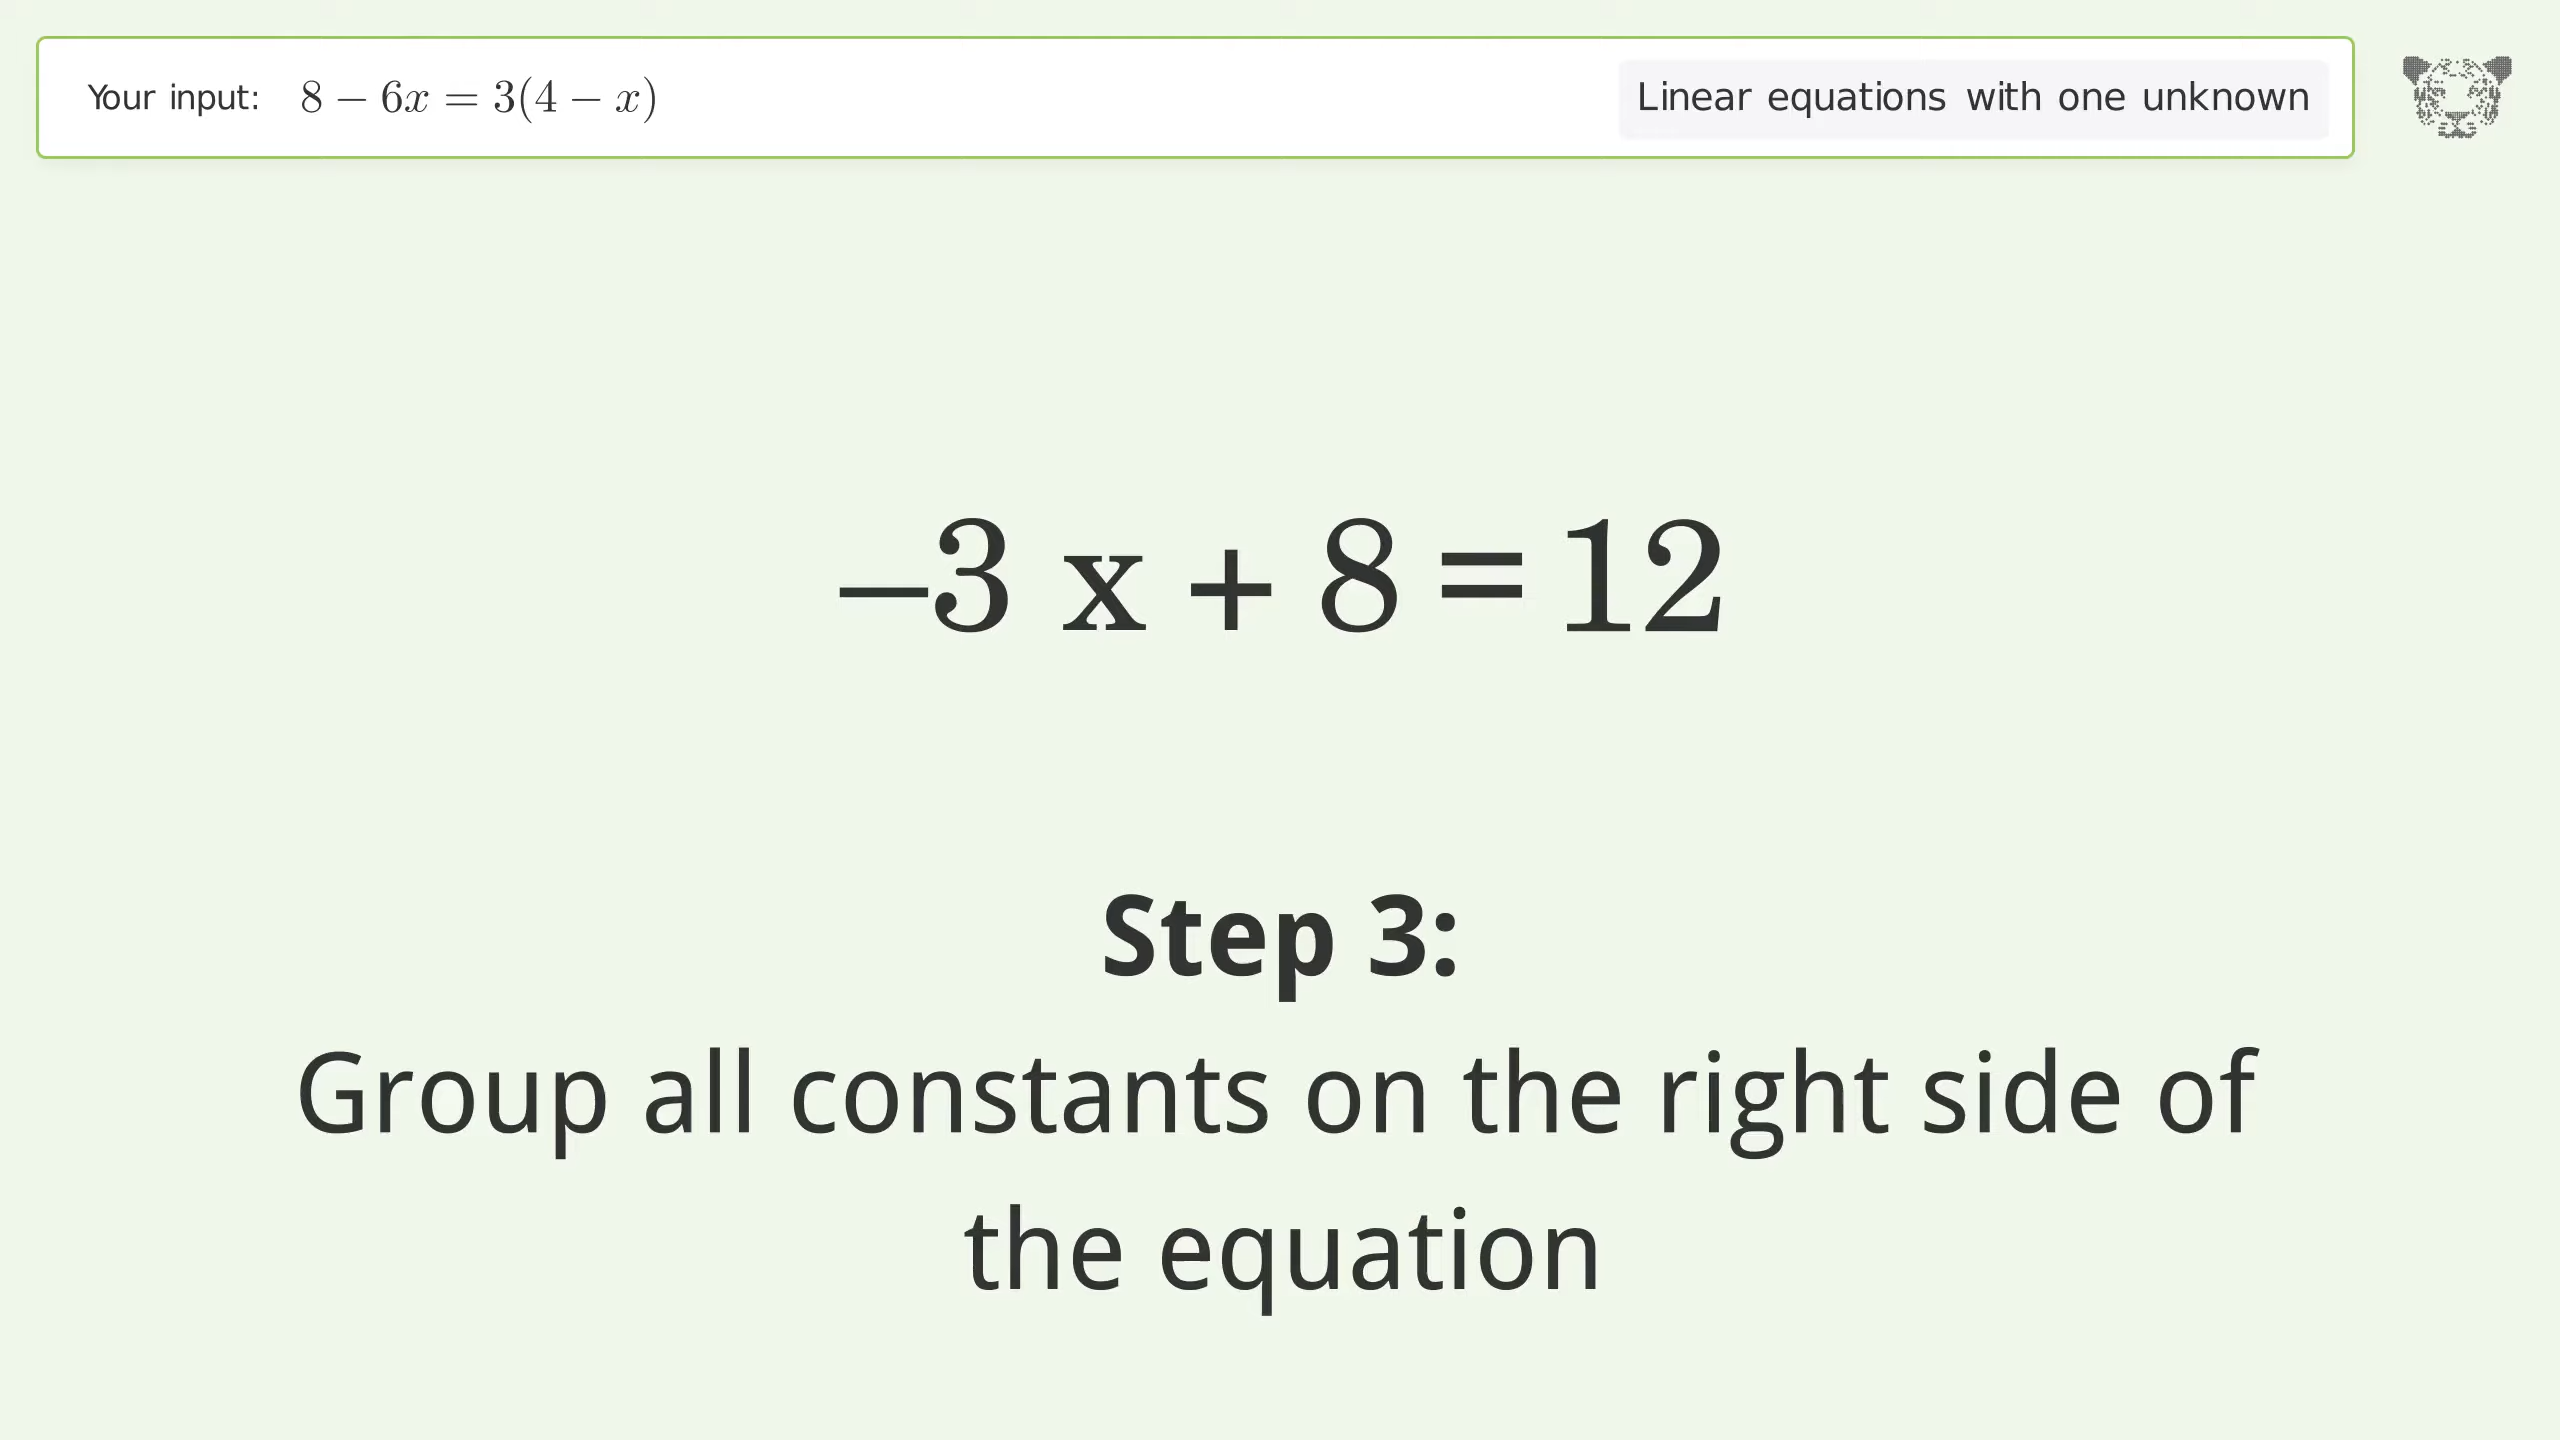 Your input: 8 − 6x = 3(4 − x)
Linear equations with one unknown
−3 x + 8 = 12
Step 3:
Group all constants on the right side of
the equation